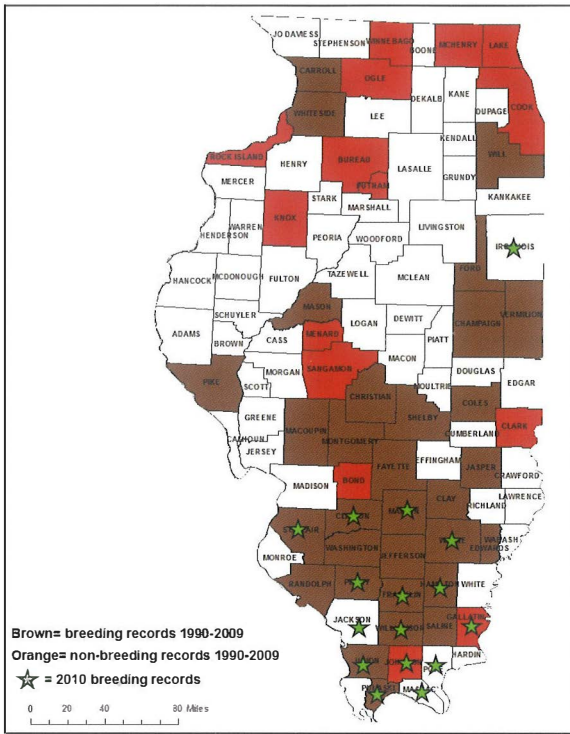 JO DAVIESS STEPHENSON WINNEBAGO BOONE MCHENRY LAKE
CARROLL OGLE
DEKALB KANE COOK
WHITESIDE LEE DUPAGE
KENDALL WILL
ROCK ISLAND HENRY BUREAU LASALLE GRUNDY
MERCER PUTNAM
STARK KANKAKEE
KNOX MARSHALL
HENDERSON WARREN PEORIA WOODFORD LIVINGSTON IROQUOIS
FORD
HANCOCK MCDONOUGH FULTON TAZEWELL MCLEAN
MASON
SCHUYLER LOGAN DEWITT CHAMPAIGN VERMILION
ADAMS BROWN CASS MENARD PIATT
MACON
PIKE SCOTT MORGAN SANGAMON MOULTRIE DOUGLAS EDGAR
CHRISTIAN
GREENE SHELBY COLES
CALHOUN MACOUPIN MONTGOMERY CUMBERLAND CLARK
JERSEY FAYETTE EFFINGHAM JASPER CRAWFORD
MADISON BOND CLAY RICHLAND LAWRENCE
WABASH
EDWARDS
MONROE WASHINGTON JEFFERSON
RANDOLPH WHITE
JACKSON SALINE GALLATIN
HARDIN
Brown= breeding records 1990-2009
Orange= non-breeding records 1990-2009
= 2010 breeding records
0 20 40 80 Miles